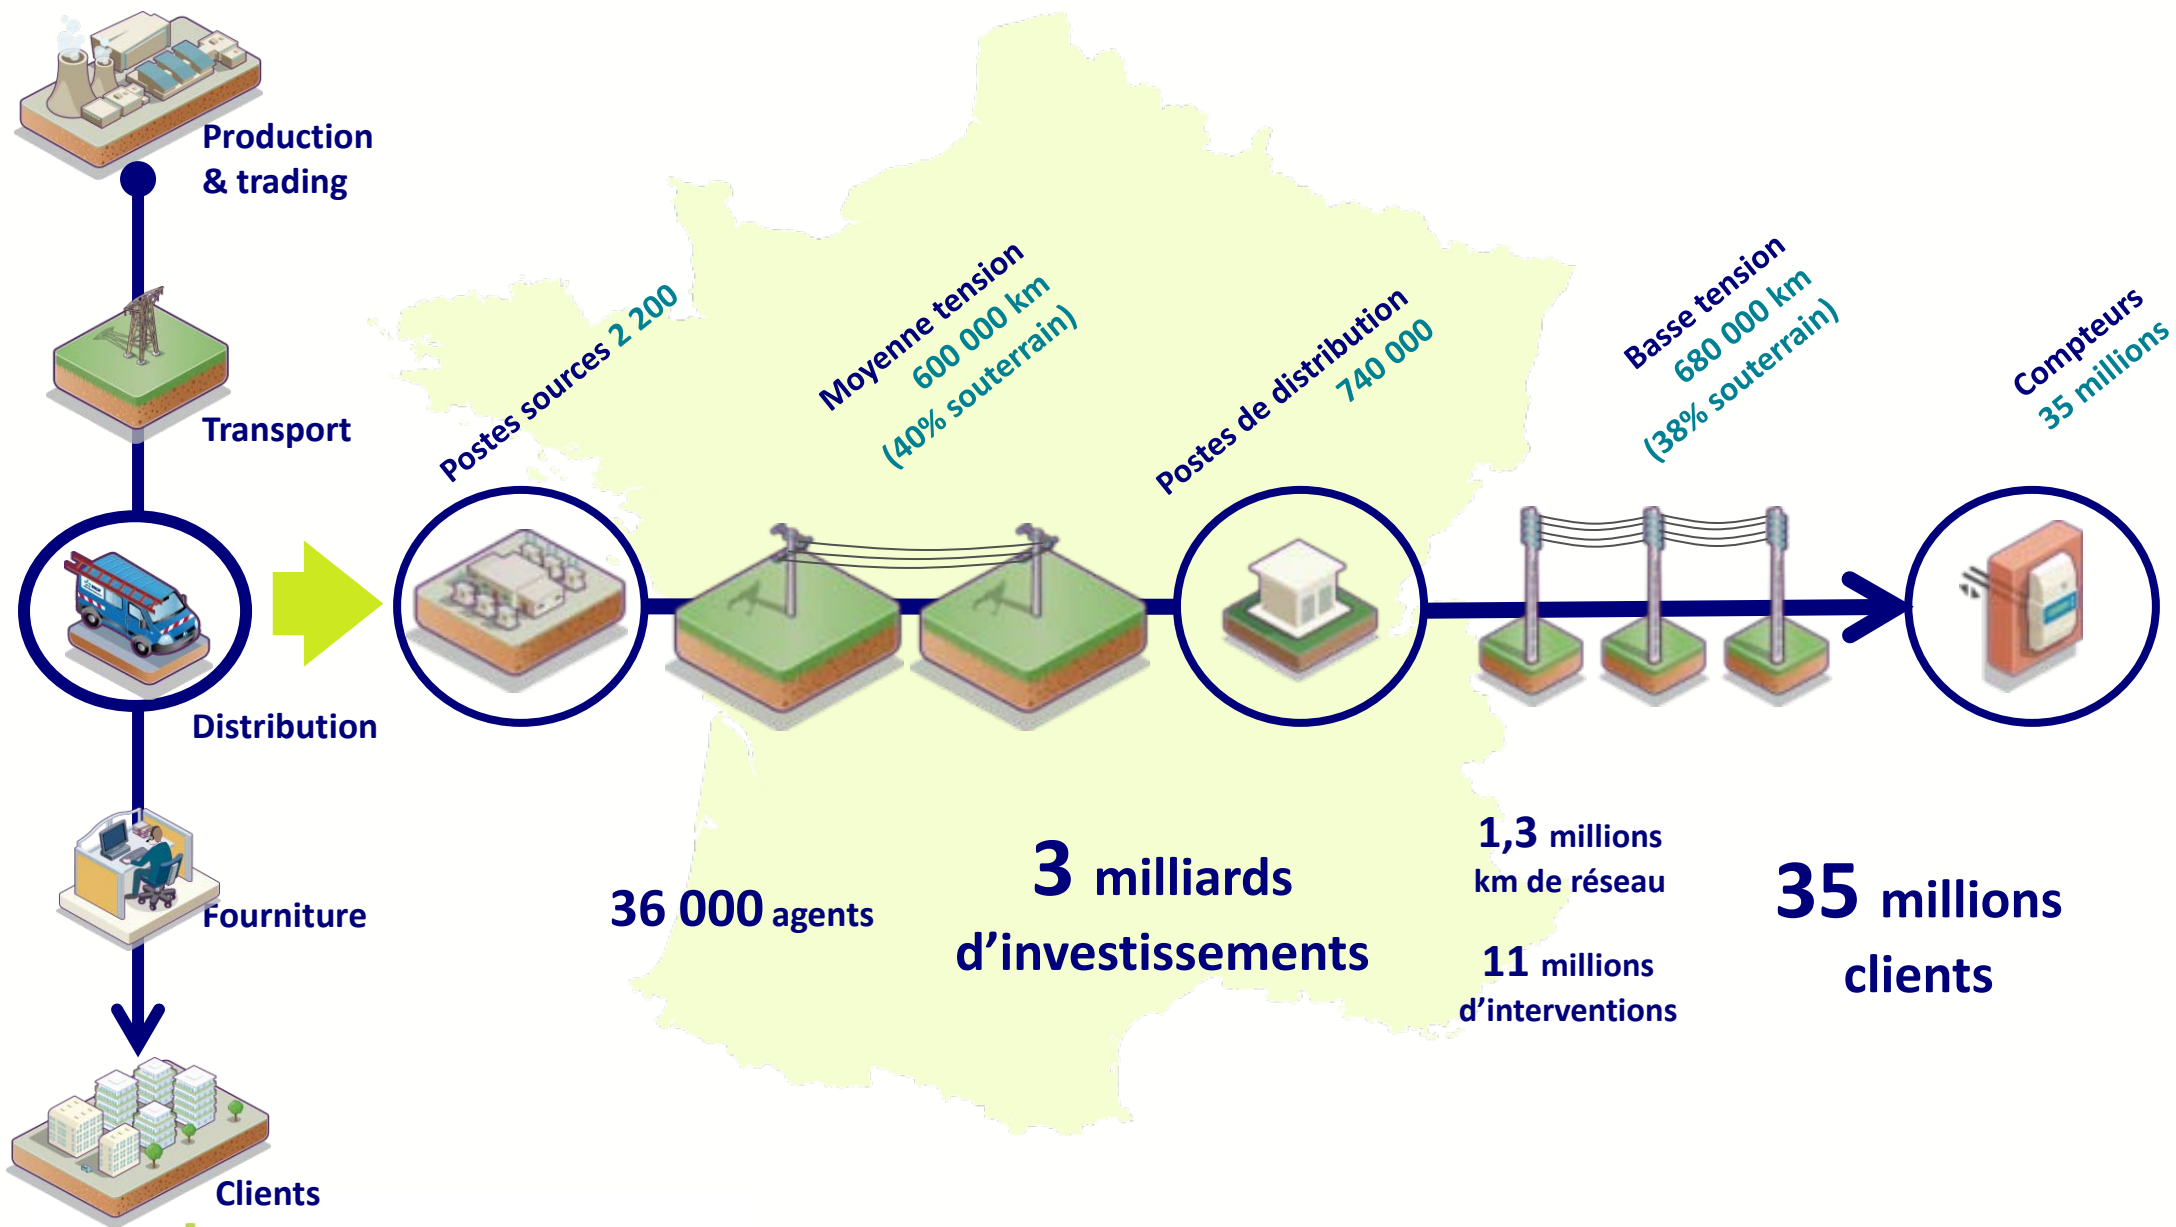 Production
& trading
Transport
Distribution
Fourniture
Clients
Postes sources 2 200
Moyenne tension
600 000 km
(40% souterrain)
Postes de distribution
740 000
Basse tension
680 000 km
(38% souterrain)
Compteurs
35 millions
36 000 agents
3 milliards
d’investissements
1,3 millions
km de réseau
11 millions
d’interventions
35 millions
clients